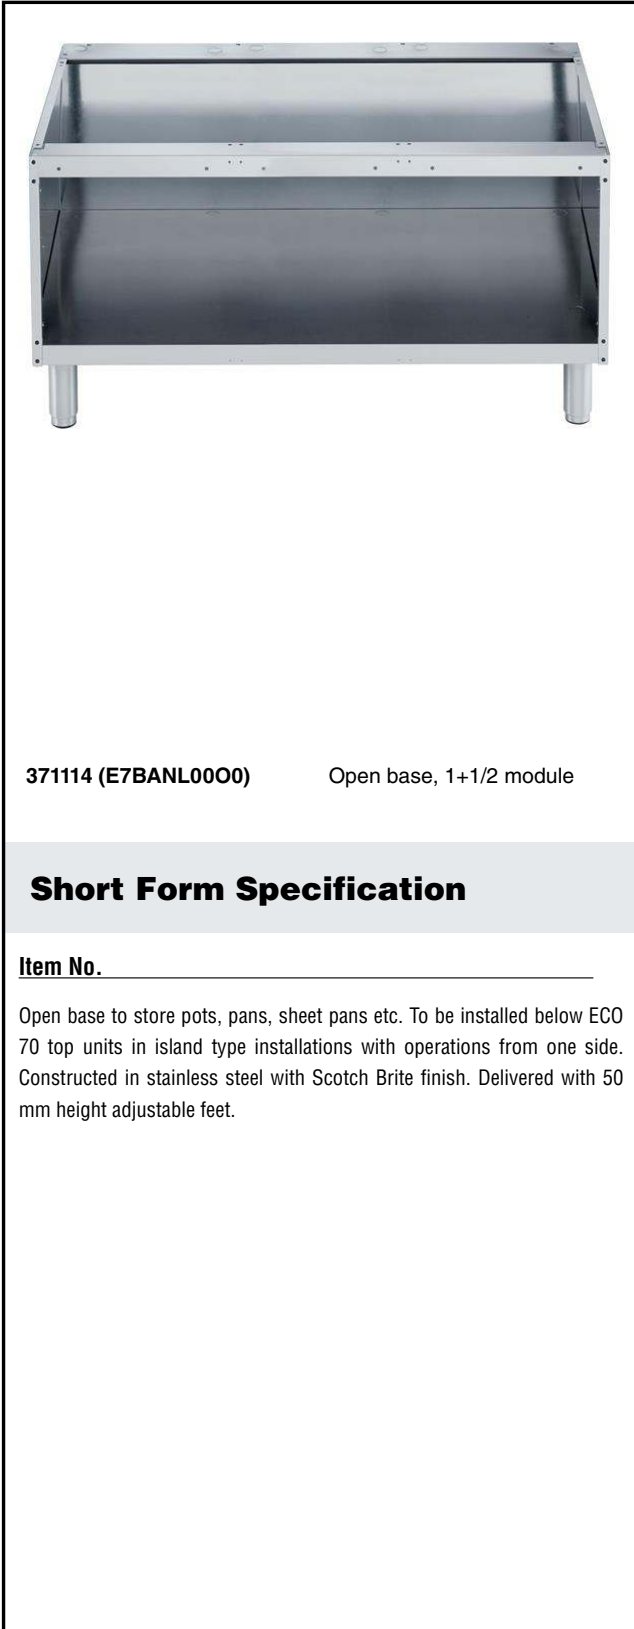 371114 (E7BANL00O0) Open base, 1+1/2 module
Short Form Specification
Item No.
Open base to store pots, pans, sheet pans etc. To be installed below ECO
70 top units in island type installations with operations from one side.
Constructed in stainless steel with Scotch Brite finish. Delivered with 50
mm height adjustable feet.